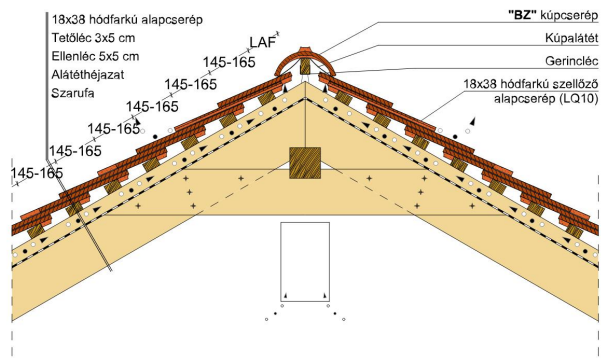 18x38 hódfarkú alapcserép
Tetőléc 3x5 cm
Ellenléc 5x5 cm
Alátéthéjazat
Szarufa
LAF
145-165
145-165
145-165
145-165
145-165
145-165
"BZ" kúpcserép
Kúpalátét
Gerincléc
18x38 hódfarkú szellőző
alapcserép (LQ10)